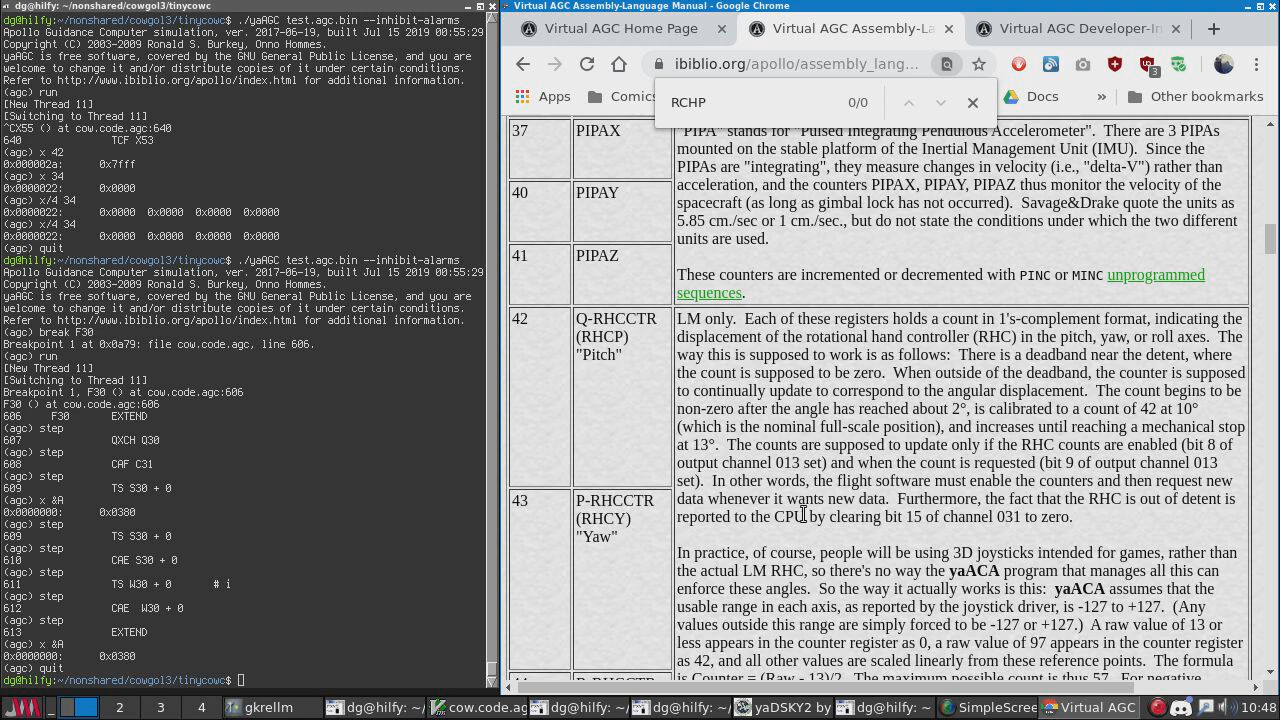 dg@hilfy: ~/nonshared/cowgol3/tinycowc
dg@hilfy:~/nonshared/cowgol3/tinycowc$ ./yaAGC test.agc.bin --inhibit-alarms
Apollo Guidance Computer simulation, ver. 2017-06-19, built Jul 15 2019 00:55:29
Copyright (C) 2003-2009 Ronald S. Burkey, Onno Hommes.
yaAGC is free software, covered by the GNU General Public License, and you are
welcome to change it and/or distribute copies of it under certain conditions.
Refer to http://www.ibiblio.org/apollo/index.html for additional information.
(agc) run
[New Thread 11]
[Switching to Thread 11]
^CX55 () at cow.code.agc:640
640 TCF X53
(agc) x 42
0x000002a: 0x7fff
(agc) x 34
0x0000022: 0x0000
(agc) x/4 34
0x0000022: 0x0000 0x0000 0x0000 0x0000
(agc) x/4 34
0x0000022: 0x0000 0x0000 0x0000 0x0000
(agc) quit
dg@hilfy:~/nonshared/cowgol3/tinycowc$ ./yaAGC test.agc.bin --inhibit-alarms
Apollo Guidance Computer simulation, ver. 2017-06-19, built Jul 15 2019 00:55:29
Copyright (C) 2003-2009 Ronald S. Burkey, Onno Hommes.
yaAGC is free software, covered by the GNU General Public License, and you are
welcome to change it and/or distribute copies of it under certain conditions.
Refer to http://www.ibiblio.org/apollo/index.html for additional information.
(agc) break F30
Breakpoint 1 at 0x0a79: file cow.code.agc, line 606.
(agc) run
[New Thread 11]
[Switching to Thread 11]
Breakpoint 1, F30 () at cow.code.agc:606
F30 () at cow.code.agc:606
606 F30 EXTEND
(agc) step
607 QXCH Q30
(agc) step
608 CAF C31
(agc) step
609 TS S30 + 0
(agc) x &A
0x0000000: 0x0380
(agc) step
609 TS S30 + 0
(agc) step
610 CAE S30 + 0
(agc) step
611 TS W30 + 0 # i
(agc) step
612 CAE W30 + 0
(agc) step
613 EXTEND
(agc) x &A
0x0000000: 0x0380
(agc) quit
dg@hilfy:~/nonshared/cowgol3/tinycowc$
Virtual AGC Assembly-Language Manual - Google Chrome
Virtual AGC Home Page
Virtual AGC Assembly-La
Virtual AGC Developer-In
ibiblio.org/apollo/assembly_lang...
3
Apps
Comics
Docs
»
Other bookmarks
RCHP 0/0
37
PIPAX
"PIPA" stands for "Pulsed Integrating Pendulous Accelerometer". There are 3 PIPAs
mounted on the stable platform of the Inertial Management Unit (IMU). Since the
PIPAs are "integrating", they measure changes in velocity (i.e., "delta-V") rather than
acceleration, and the counters PIPAX, PIPAY, PIPAZ thus monitor the velocity of the
spacecraft (as long as gimbal lock has not occurred). Savage&Drake quote the units as
5.85 cm./sec or 1 cm./sec., but do not state the conditions under which the two different
units are used.
40
PIPAY
41
PIPAZ
These counters are incremented or decremented with PINC or MINC unprogrammed
sequences.
42
Q-RHCCTR
(RHCP)
"Pitch"
LM only. Each of these registers holds a count in 1's-complement format, indicating the
displacement of the rotational hand controller (RHC) in the pitch, yaw, or roll axes. The
way this is supposed to work is as follows: There is a deadband near the detent, where
the count is supposed to be zero. When outside of the deadband, the counter is supposed
to continually update to correspond to the angular displacement. The count begins to be
non-zero after the angle has reached about 2°, is calibrated to a count of 42 at 10°
(which is the nominal full-scale position), and increases until reaching a mechanical stop
at 13°. The counts are supposed to update only if the RHC counts are enabled (bit 8 of
output channel 013 set) and when the count is requested (bit 9 of output channel 013
set). In other words, the flight software must enable the counters and then request new
data whenever it wants new data. Furthermore, the fact that the RHC is out of detent is
reported to the CPU by clearing bit 15 of channel 031 to zero.
43
P-RHCCTR
(RHCY)
"Yaw"
In practice, of course, people will be using 3D joysticks intended for games, rather than
the actual LM RHC, so there's no way the yaACA program that manages all this can
enforce these angles. So the way it actually works is this: yaACA assumes that the
usable range in each axis, as reported by the joystick driver, is -127 to +127. (Any
values outside this range are simply forced to be -127 or +127.) A raw value of 13 or
less appears in the counter register as 0, a raw value of 97 appears in the counter register
as 42, and all other values are scaled linearly from these reference points. The formula
is Counter = (Raw - 13)/2. The maximum possible count is thus 57. For negative
2
3
4
gkrellm
dg@hilfy: ~/
cow.code.ag
dg@hilfy: ~/
yaDSKY2 by
dg@hilfy: ~
SimpleScree
Virtual AGC
10:48